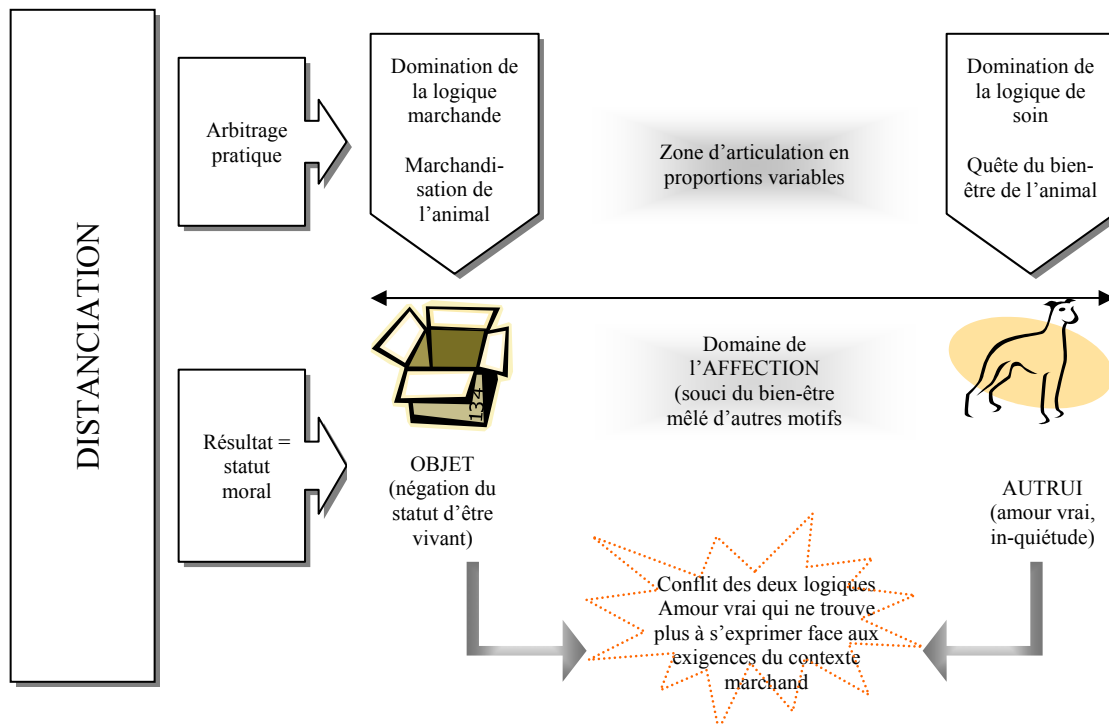 DISTANCIATION
Arbitrage
pratique
Domination de
la logique
marchande
Marchandi-
sation de
l’animal
Zone d’articulation en
proportions variables
Domination de
la logique de
soin
Quête du bien-
être de l’animal
Résultat =
statut
moral
134
OBJET
(négation du
statut d’être
vivant)
Domaine de
l’AFFECTION
(souci du bien-être
mêlé d’autres motifs
AUTRUI
(amour vrai,
in-quiétude)
Conflit des deux logiques
Amour vrai qui ne trouve
plus à s’exprimer face aux
exigences du contexte
marchand